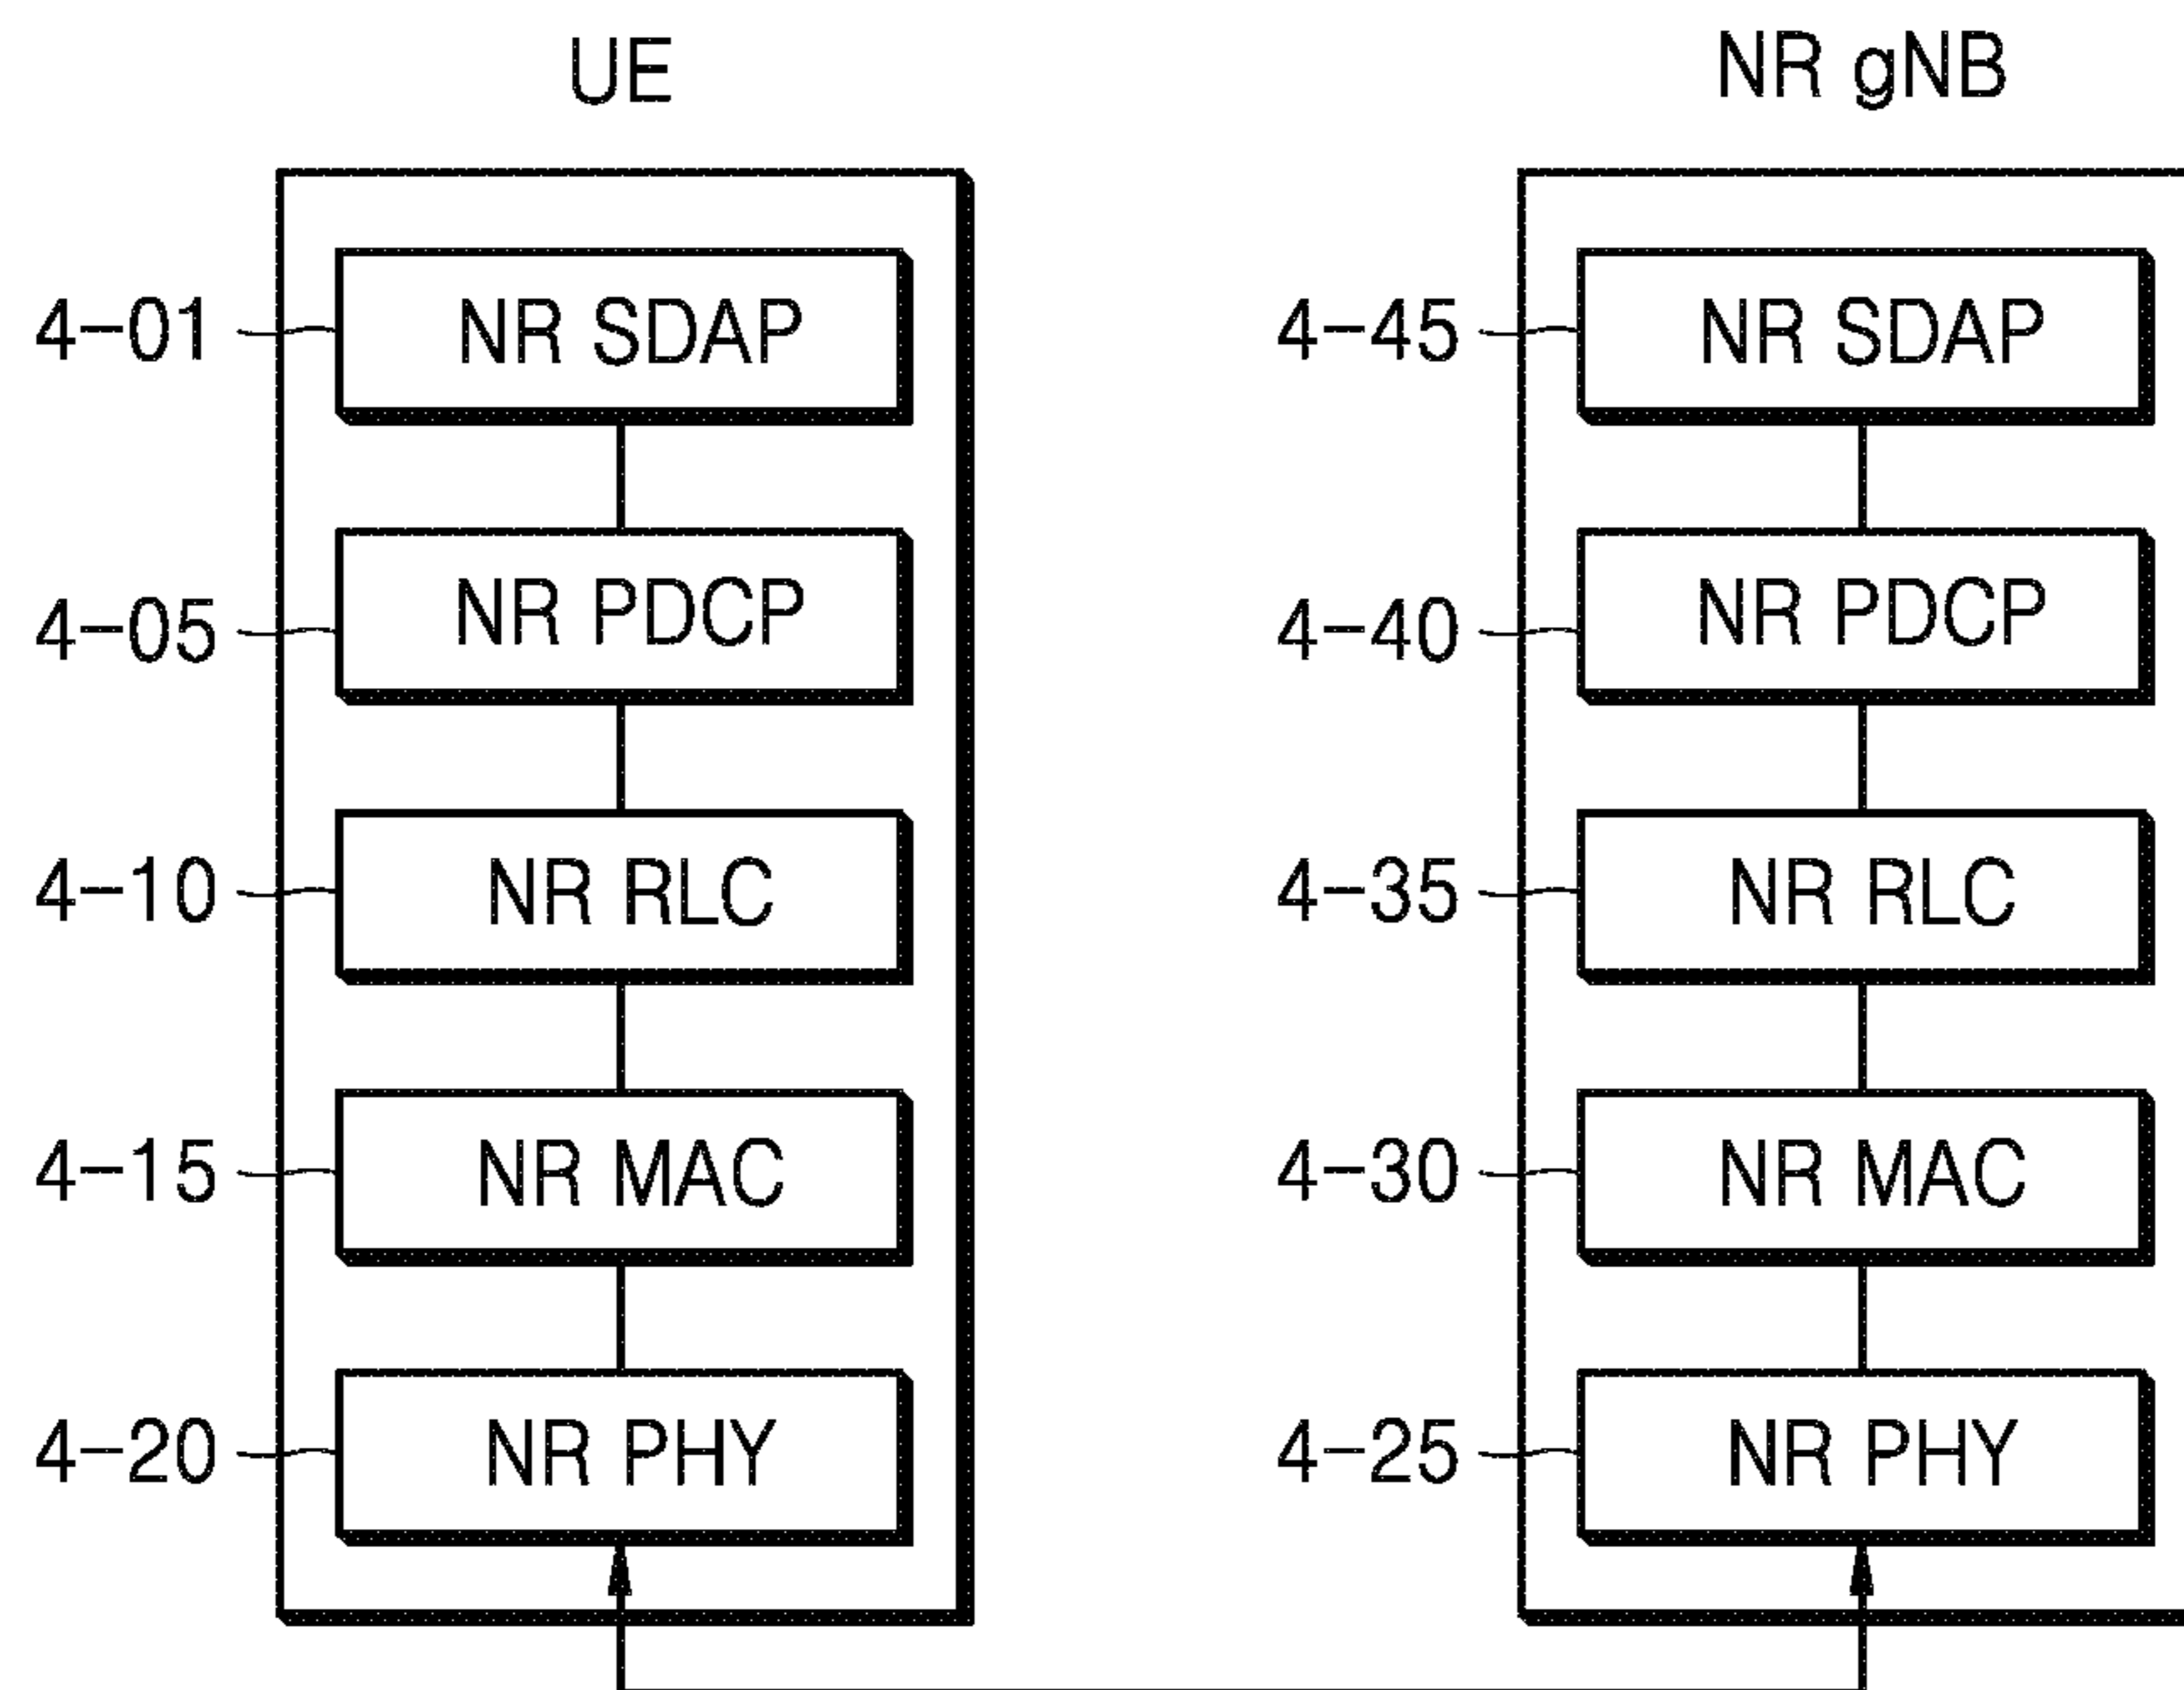 UE
NR gNB
4-01 NR SDAP
4-45 NR SDAP
4-05 NR PDCP
4-40 NR PDCP
4-10 NR RLC
4-35 NR RLC
4-15 NR MAC
4-30 NR MAC
4-20 NR PHY
4-25 NR PHY